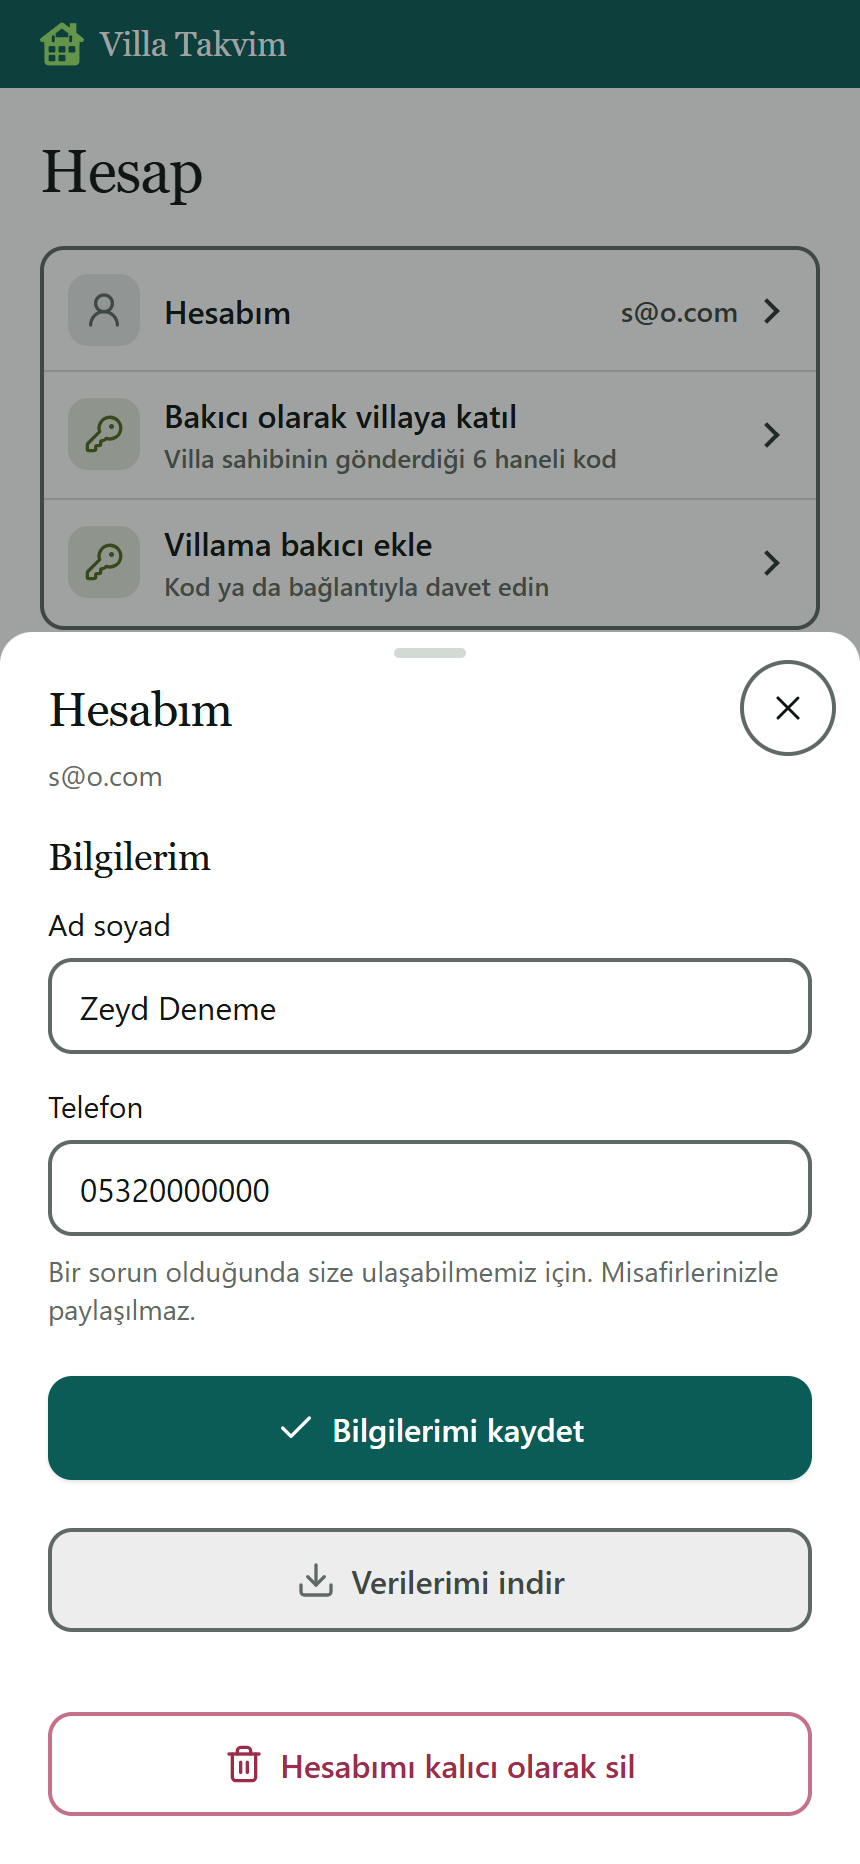 Villa Takvim
Hesap
Hesabım
s@o.com
Bakıcı olarak villaya katıl
Villa sahibinin gönderdiği 6 haneli kod
Villama bakıcı ekle
Kod ya da bağlantıyla davet edin
Hesabım
s@o.com
Bilgilerim
Ad soyad
Zeyd Deneme
Telefon
05320000000
Bir sorun olduğunda size ulaşabilmemiz için. Misafirlerinizle
paylaşılmaz.
Bilgilerimi kaydet
Verilerimi indir
Hesabımı kalıcı olarak sil